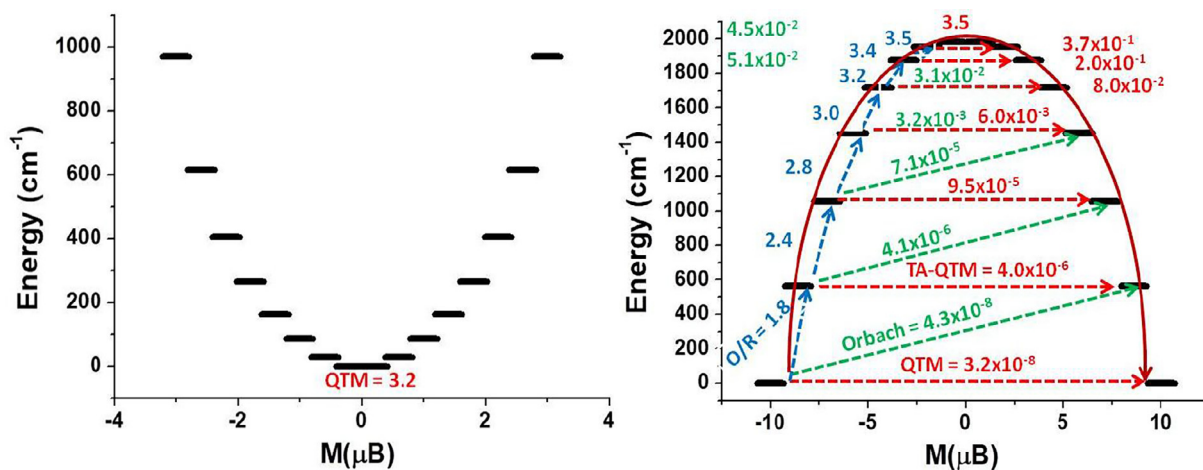 Energy (cm-1)
1000
800
600
400
200
0
QTM = 3.2
-4
-2
0
2
4
M(μB)
Energy (cm-1)
2000
1800
1600
1400
1200
1000
800
600
400
200
0
4.5x10-2
5.1x10-2
3.5
3.5
3.4
3.2
3.0
2.8
2.4
O/R = 1.8
3.7x10-1
2.0x10-1
8.0x10-2
3.1x10-2
3.2x10-3
6.0x10-3
7.1x10-5
9.5x10-5
4.1x10-6
TA-QTM = 4.0x10-6
Orbach = 4.3x10-8
QTM = 3.2x10-8
-10
-5
0
5
10
M(μB)